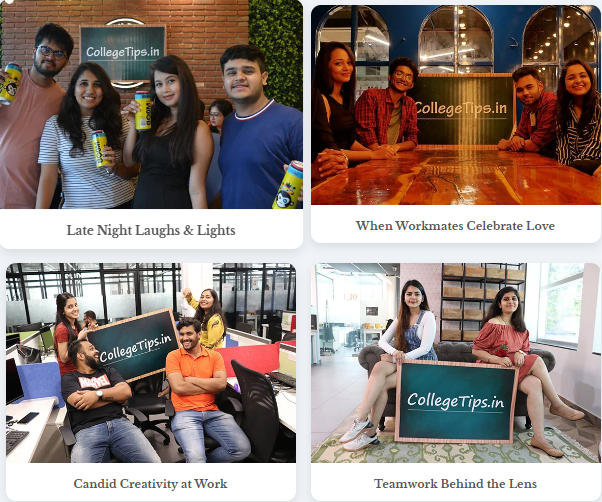 CollegeTips.in
Late Night Laughs & Lights
CollegeTips.in
When Workmates Celebrate Love
CollegeTips.in
MARVEL
Candid Creativity at Work
CollegeTips.in
Teamwork Behind the Lens